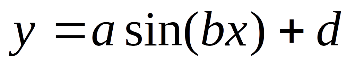 y = a sin(bx) + d